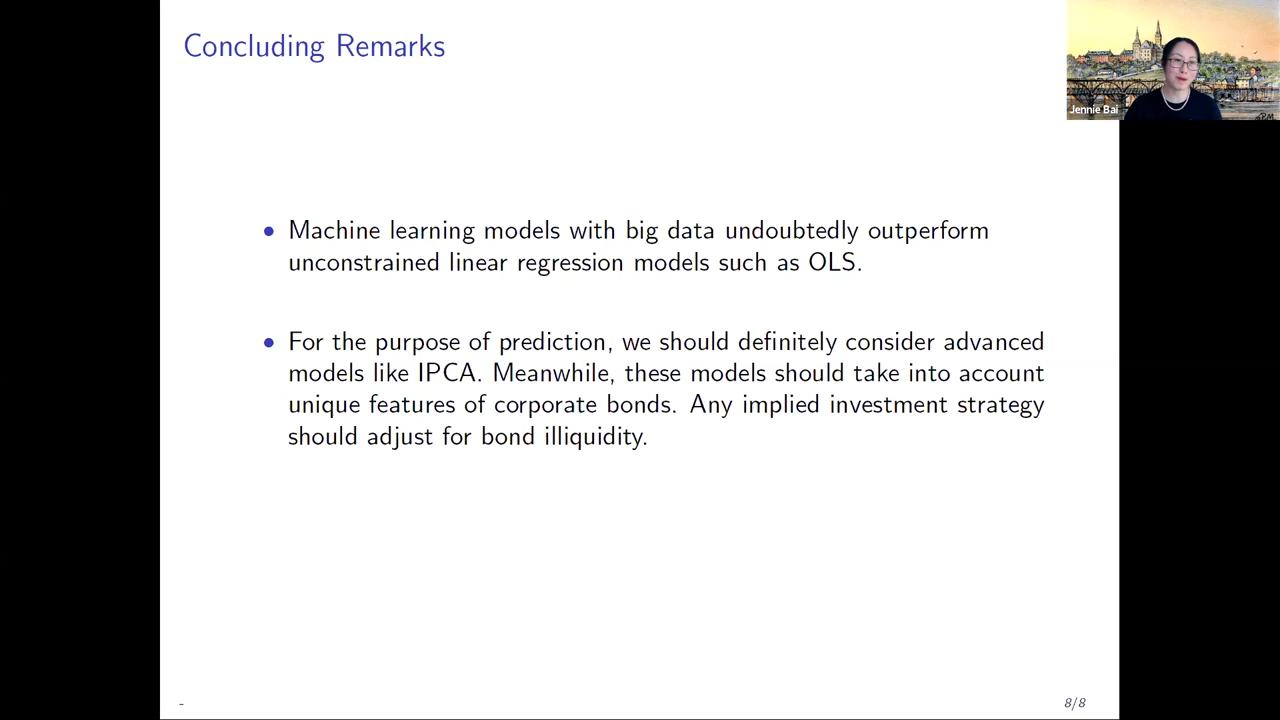 Concluding Remarks
Jennie Bai
• Machine learning models with big data undoubtedly outperform
unconstrained linear regression models such as OLS.
• For the purpose of prediction, we should definitely consider advanced
models like IPCA. Meanwhile, these models should take into account
unique features of corporate bonds. Any implied investment strategy
should adjust for bond illiquidity.
-
8/8